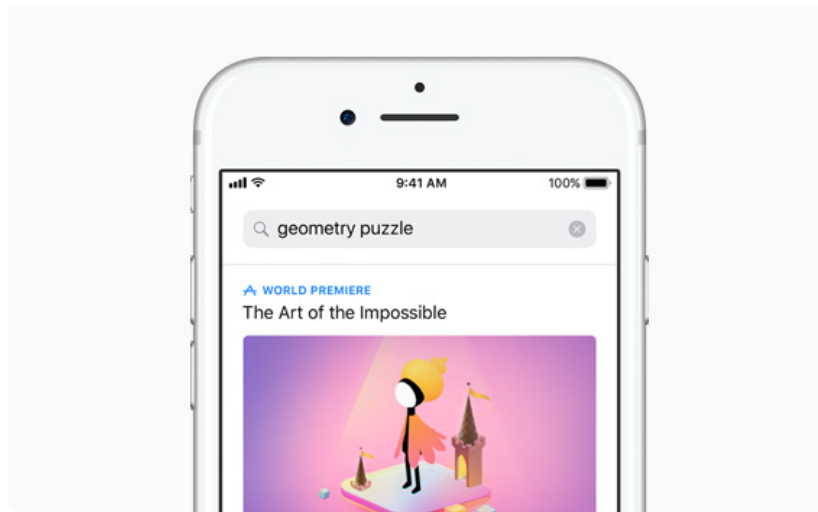 9:41 AM
100%
geometry puzzle
WORLD PREMIERE
The Art of the Impossible